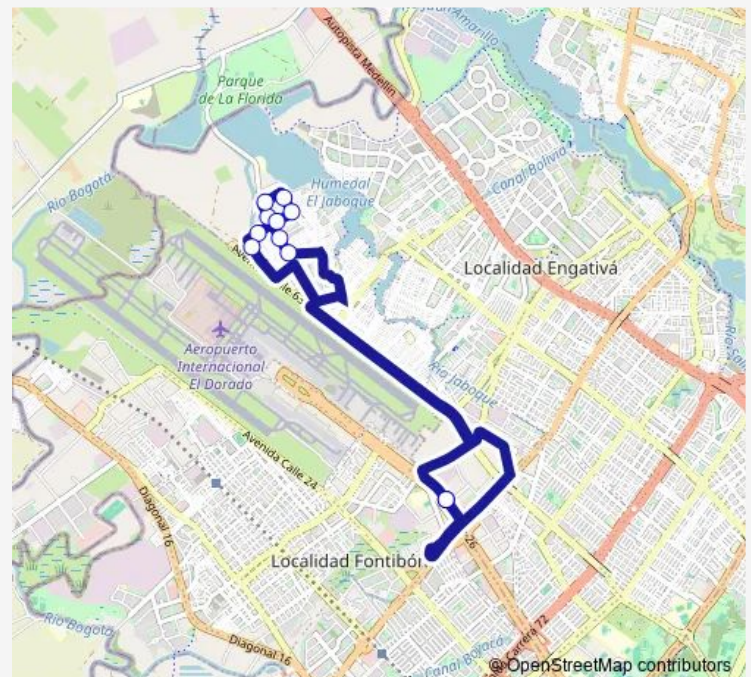 Autopista Medellín
Juan Amarillo
Parque
de La Florida
Río Bogotá
Humedal
El Jaboque
Canal Bolivia
Localidad Engativá
Aeropuerto
Internacional
El Dorado
Río Jaboque
Avenida Calle 24
Diagonal 16
Localidad Fontibón
Río Bogotá
Diagonal 16
Carrera 72
Canal Boyacá
© OpenStreetMap contributors